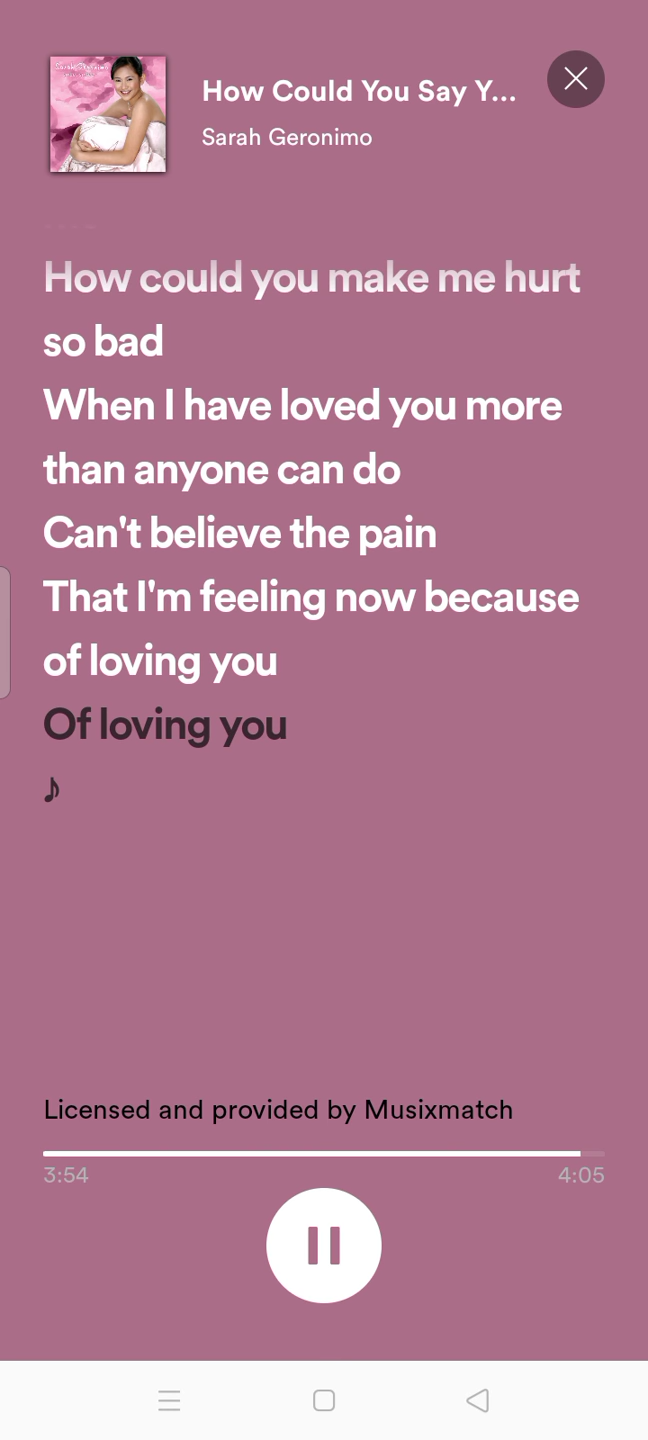 Sarah Geronimo
How Could You Say Y...
Sarah Geronimo
How could you make me hurt
so bad
When I have loved you more
than anyone can do
Can't believe the pain
That I'm feeling now because
of loving you
Of loving you
♪
Licensed and provided by Musixmatch
3:54
4:05